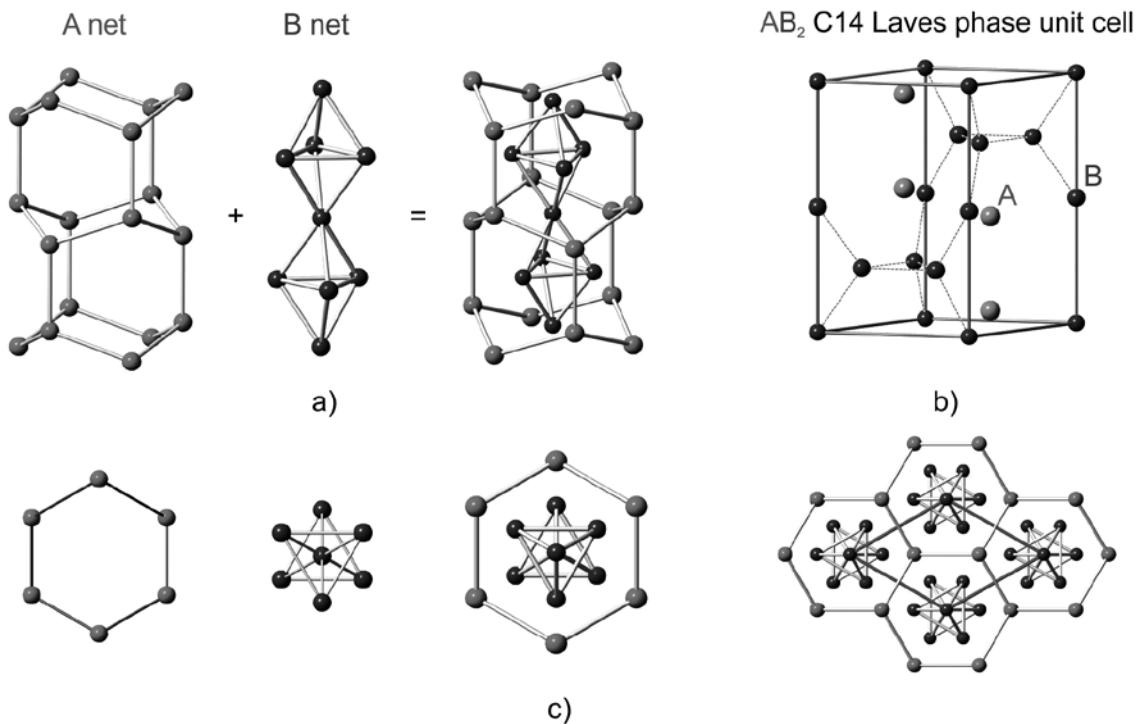 A net
B net
AB₂ C14 Laves phase unit cell
+
=
A
B
a)
b)
c)